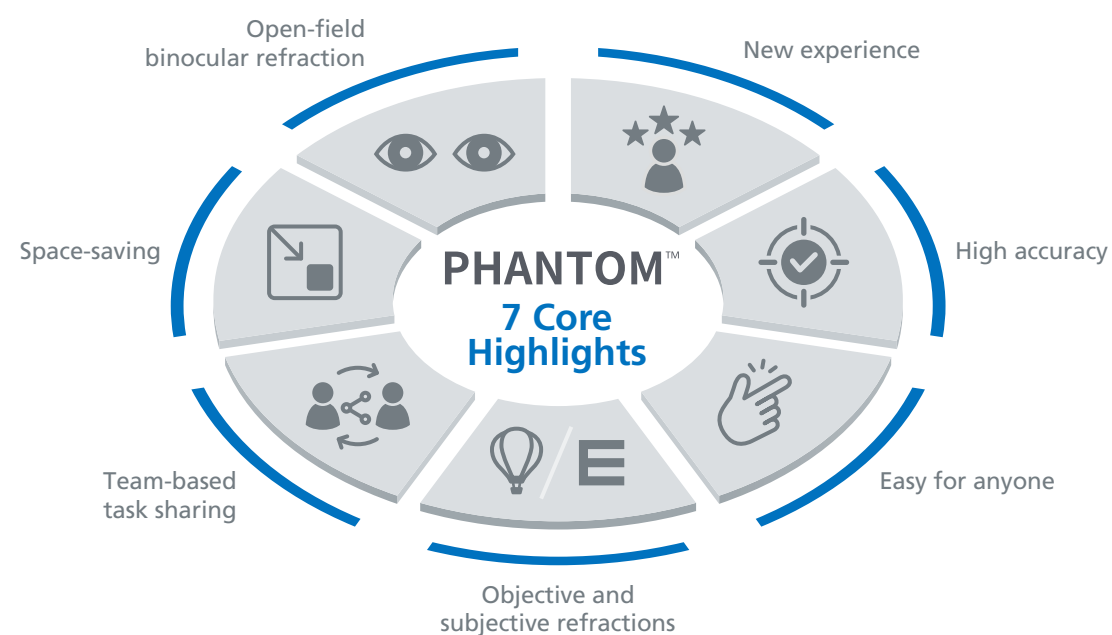 Open-field
binocular refraction
New experience
Space-saving
PHANTOM™
7 Core
Highlights
High accuracy
Team-based
task sharing
Easy for anyone
Objective and
subjective refractions